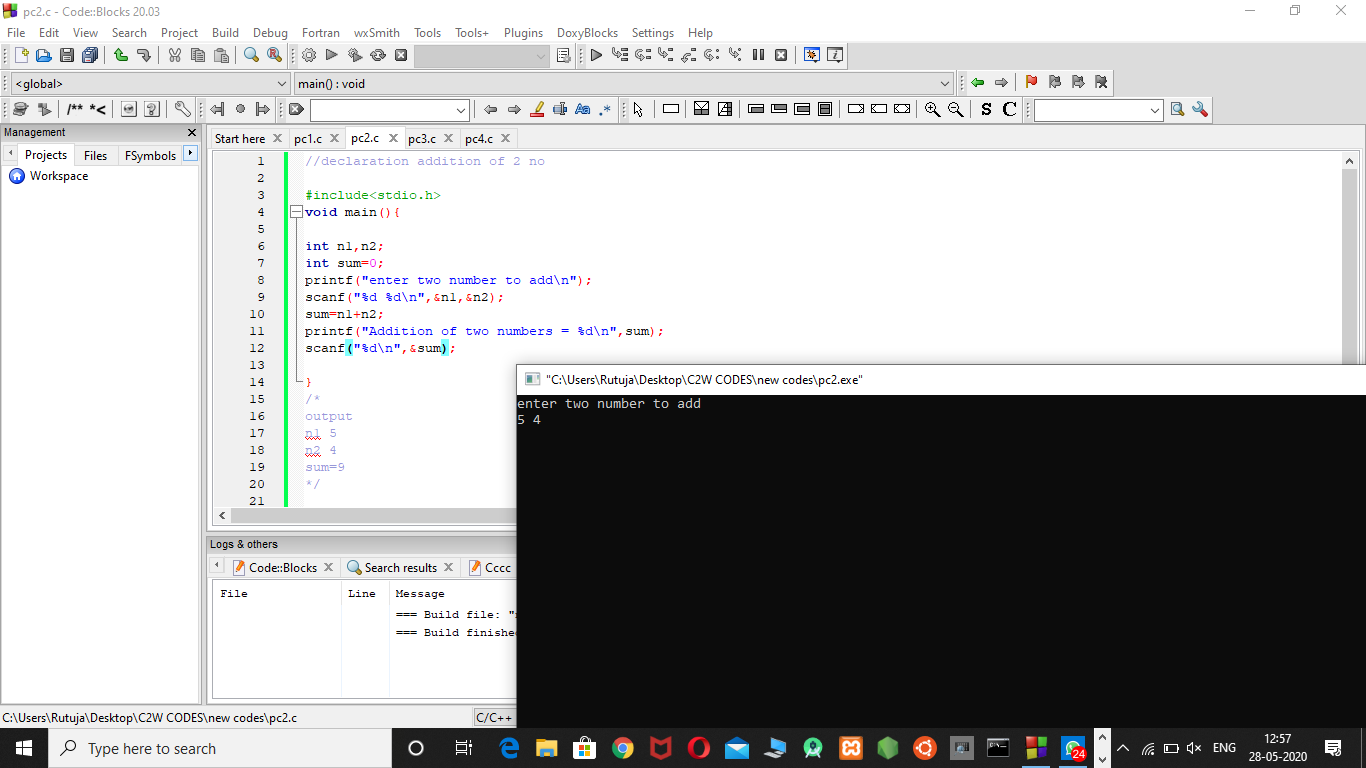 pc2.c - Code::Blocks 20.03
File Edit View Search Project Build Debug Fortran wxSmith Tools Tools+ Plugins DoxyBlocks Settings Help
<global> main() : void
/** *< Aa .* S C
Management
Projects Files FSymbols
Workspace
Start here pc1.c pc2.c pc3.c pc4.c
1 //declaration addition of 2 no
2
3 #include<stdio.h>
4 void main(){
5
6 int n1,n2;
7 int sum=0;
8 printf("enter two number to add\n");
9 scanf("%d %d\n",&n1,&n2);
10 sum=n1+n2;
11 printf("Addition of two numbers = %d\n",sum);
12 scanf("%d\n",&sum);
13
14 }
15 /*
16 output
17 n1 5
18 n2 4
19 sum=9
20 */
21
"C:\Users\Rutuja\Desktop\C2W CODES\new codes\pc2.exe"
enter two number to add
5 4
Logs & others
Code::Blocks Search results Cccc
File Line Message
=== Build file: "
=== Build finishe
C:\Users\Rutuja\Desktop\C2W CODES\new codes\pc2.c C/C++
Type here to search
24
ENG
12:57
28-05-2020